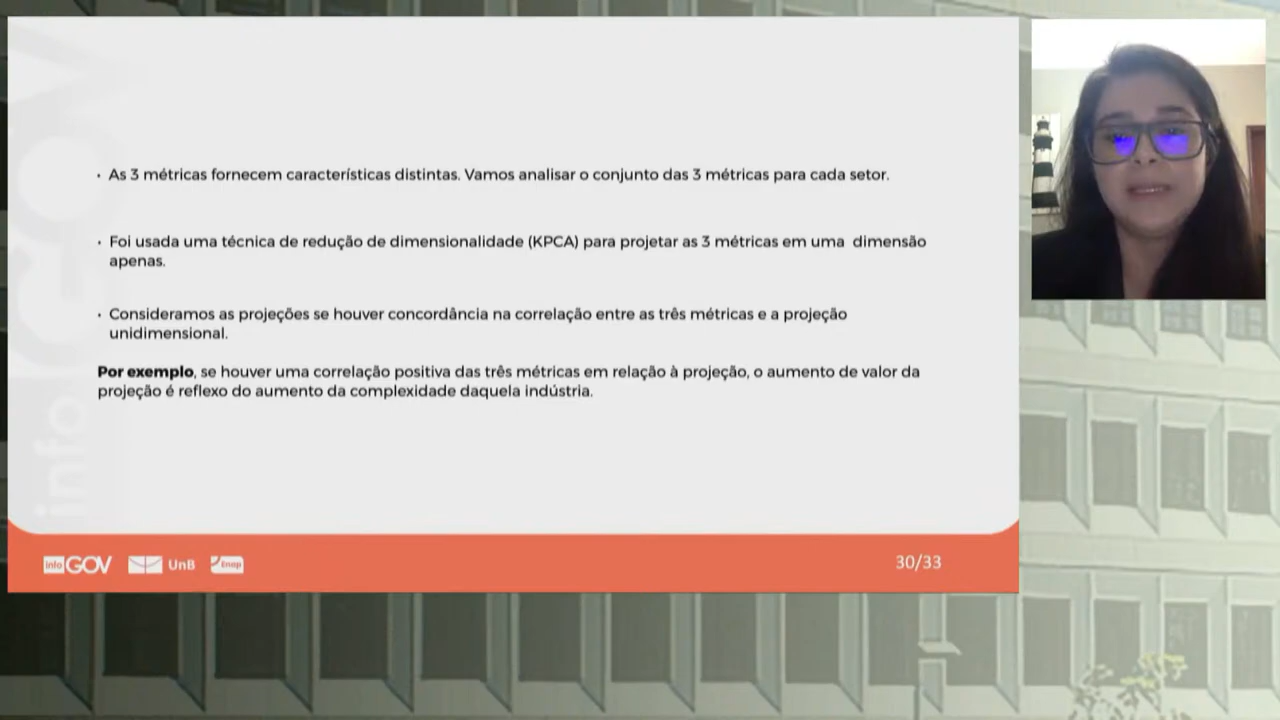 • As 3 métricas fornecem características distintas. Vamos analisar o conjunto das 3 métricas para cada setor.
• Foi usada uma técnica de redução de dimensionalidade (KPCA) para projetar as 3 métricas em uma dimensão
apenas.
• Consideramos as projeções se houver concordância na correlação entre as três métricas e a projeção
unidimensional.
Por exemplo, se houver uma correlação positiva das três métricas em relação à projeção, o aumento de valor da
projeção é reflexo do aumento da complexidade daquela indústria.
infoGOV
info GOV UnB Enap
30/33